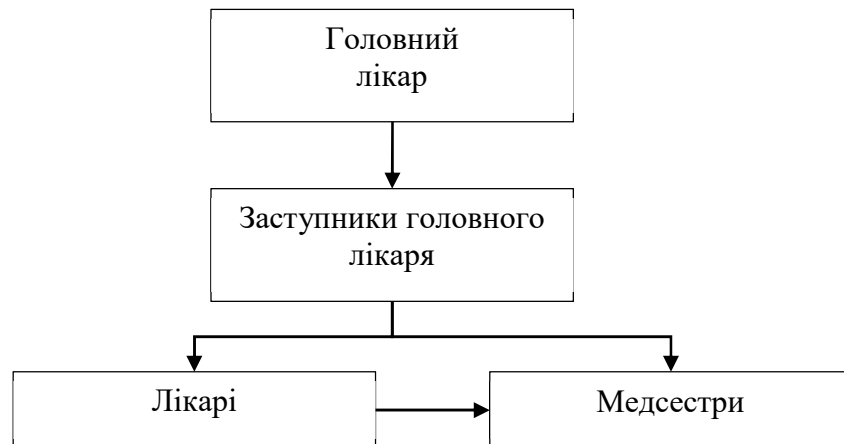 Головний
лікар
Заступники головного
лікаря
Лікарі
Медсестри